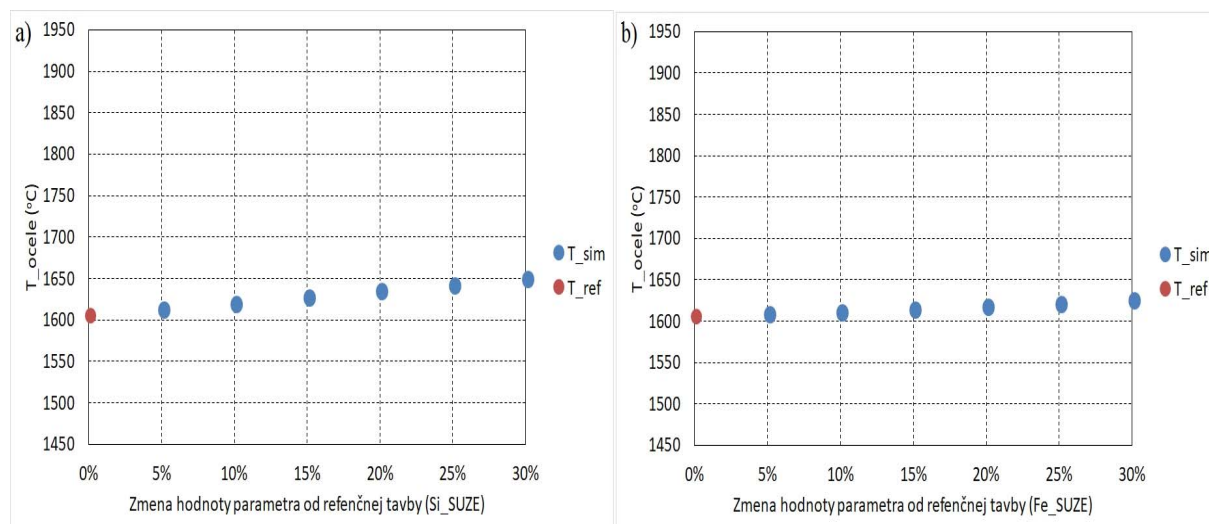 a)
1950
1900
1850
1800
1750
1700
1650
1600
1550
1500
1450
T_ocele (°C)
0% 5% 10% 15% 20% 25% 30%
Zmena hodnoty parametra od refenčnej tavby (Si_SUZE)
T_sim
T_ref
b)
1950
1900
1850
1800
1750
1700
1650
1600
1550
1500
1450
T_ocele (°C)
0% 5% 10% 15% 20% 25% 30%
Zmena hodnoty parametra od refenčnej tavby (Fe_SUZE)
T_sim
T_ref